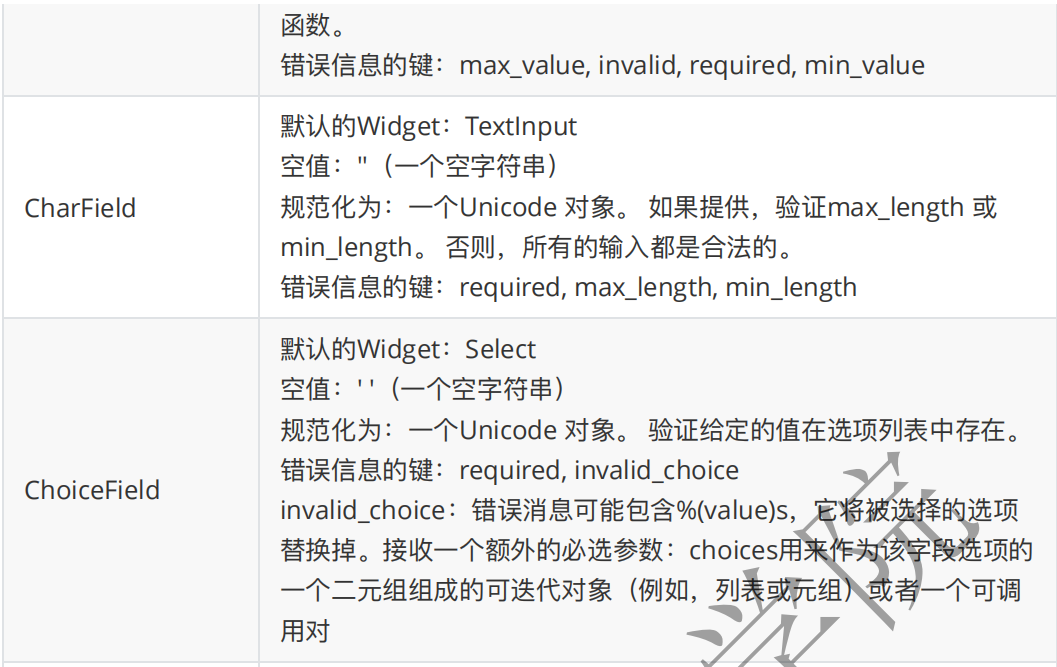 函数。
错误信息的键：max_value, invalid, required, min_value
CharField
默认的Widget：TextInput
空值：''（一个空字符串）
规范化为：一个Unicode 对象。 如果提供，验证max_length 或
min_length。 否则，所有的输入都是合法的。
错误信息的键：required, max_length, min_length
ChoiceField
默认的Widget：Select
空值：' '（一个空字符串）
规范化为：一个Unicode 对象。 验证给定的值在选项列表中存在。
错误信息的键：required, invalid_choice
invalid_choice：错误消息可能包含%(value)s，它将被选择的选项
替换掉。接收一个额外的必选参数：choices用来作为该字段选项的
一个二元组组成的可迭代对象（例如，列表或元组）或者一个可调
用对
学院